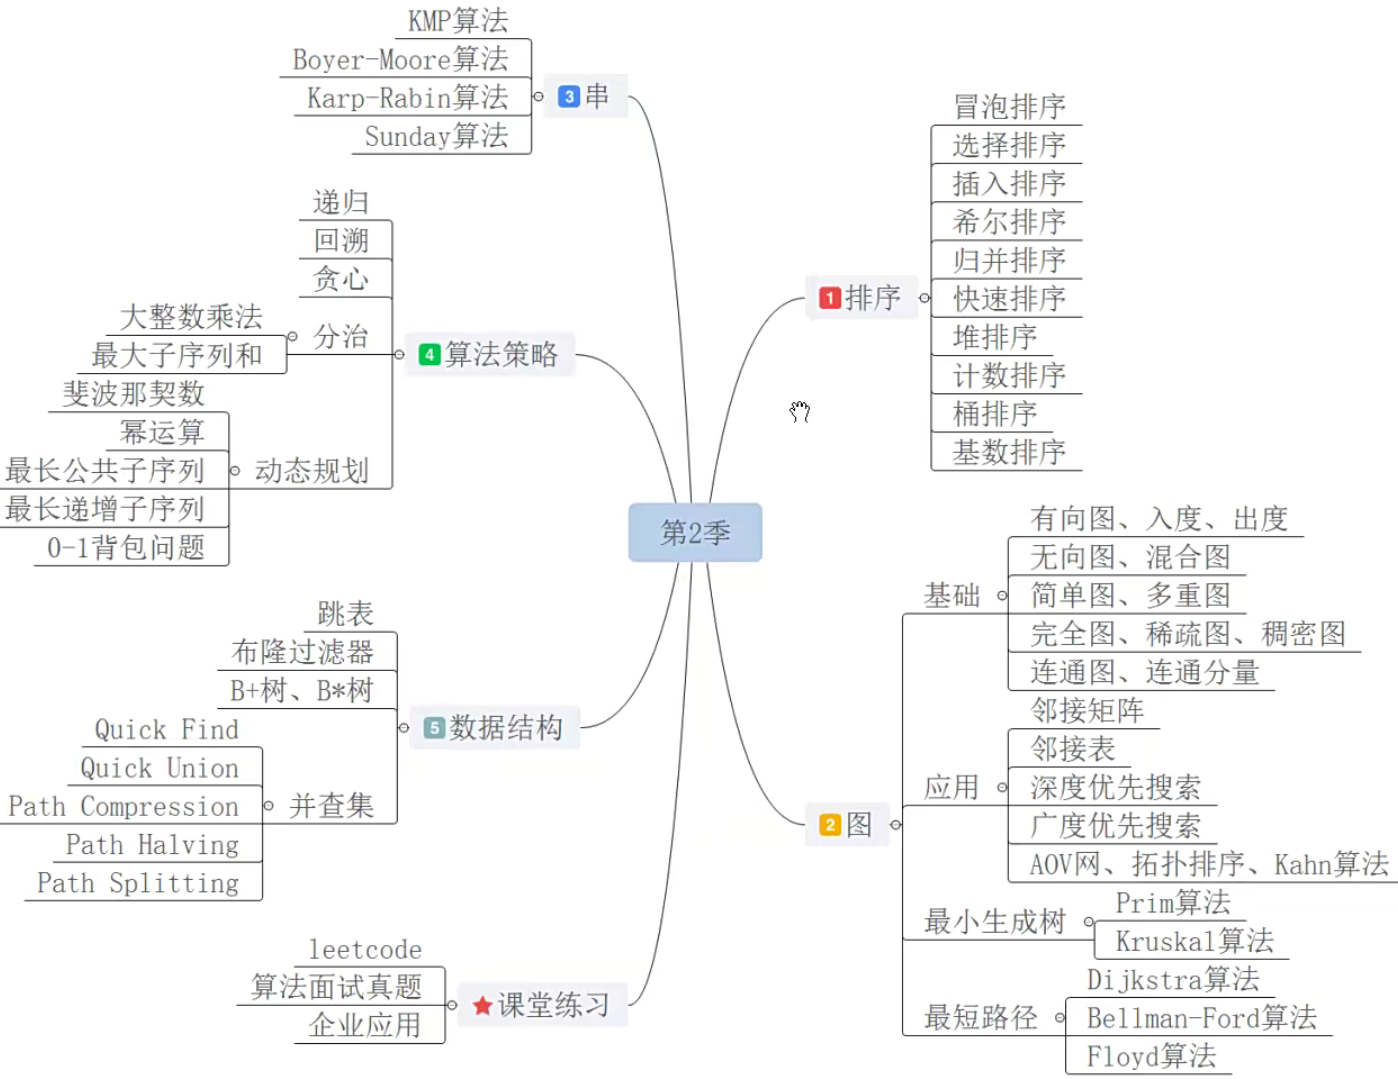 第2季
1 排序
冒泡排序
选择排序
插入排序
希尔排序
归并排序
快速排序
堆排序
计数排序
桶排序
基数排序
2 图
基础
有向图、入度、出度
无向图、混合图
简单图、多重图
完全图、稀疏图、稠密图
连通图、连通分量
应用
邻接矩阵
邻接表
深度优先搜索
广度优先搜索
AOV网、拓扑排序、Kahn算法
最小生成树
Prim算法
Kruskal算法
最短路径
Dijkstra算法
Bellman-Ford算法
Floyd算法
3 串
KMP算法
Boyer-Moore算法
Karp-Rabin算法
Sunday算法
4 算法策略
递归
回溯
贪心
分治
大整数乘法
最大子序列和
动态规划
斐波那契数
幂运算
最长公共子序列
最长递增子序列
0-1背包问题
5 数据结构
跳表
布隆过滤器
B+树、B*树
并查集
Quick Find
Quick Union
Path Compression
Path Halving
Path Splitting
课堂练习
leetcode
算法面试真题
企业应用